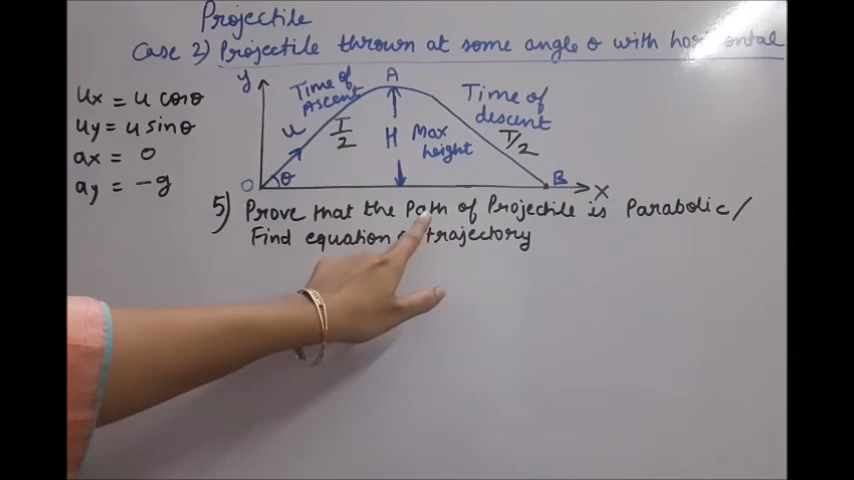 Projectile
Case 2) Projectile thrown at some angle θ with horizontal
Y
Time of
Ascent
A
Time of
descent
ux = u cosθ
uy = u sinθ
ax = 0
ay = -g
u
T/2
H
Max
height
T/2
O
θ
B
X
5) Prove that the Path of Projectile is Parabolic/
Find equation trajectory